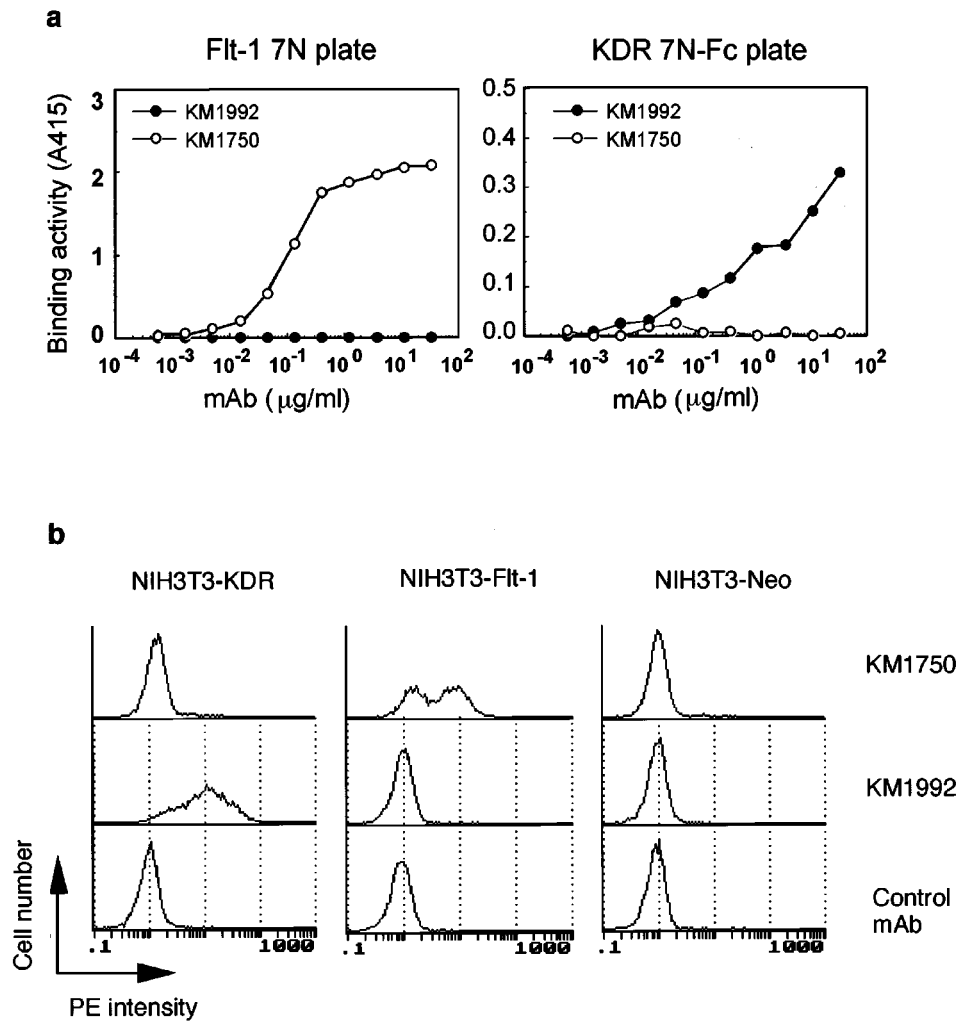 a
Flt-1 7N plate
KDR 7N-Fc plate
Binding activity (A415)
3
2
1
0
KM1992
KM1750
10-4 10-3 10-2 10-1 100 101 102
mAb (μg/ml)
0.5
0.4
0.3
0.2
0.1
0.0
KM1992
KM1750
10-4 10-3 10-2 10-1 100 101 102
mAb (μg/ml)
b
NIH3T3-KDR
NIH3T3-Flt-1
NIH3T3-Neo
KM1750
KM1992
Control
mAb
Cell number
.1 1000
.1 1000
.1 1000
PE intensity